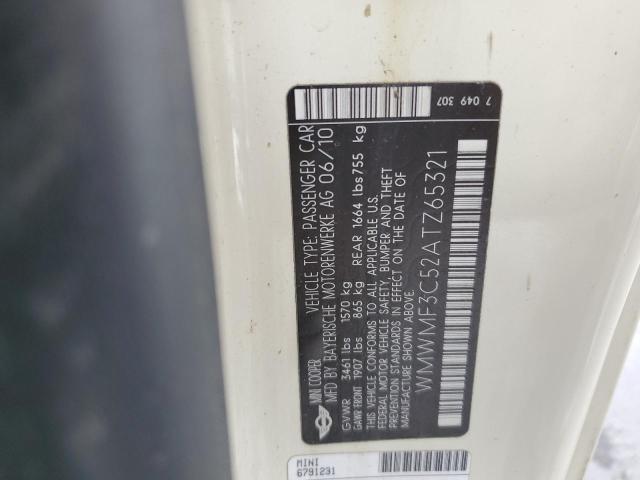 MINI COOPER
VEHICLE TYPE: PASSENGER CAR
MFD BY BAYERISCHE MOTORENWERKE AG 06/10
GVWR 3461 lbs 1570 kg
GAWR FRONT 1907 lbs 865 kg REAR 1664 lbs 755 kg
THIS VEHICLE CONFORMS TO ALL APPLICABLE U.S.
FEDERAL MOTOR VEHICLE SAFETY, BUMPER AND THEFT
PREVENTION STANDARDS IN EFFECT ON THE DATE OF
MANUFACTURE SHOWN ABOVE.
WMWMF3C52ATZ65321
7 049 307
MINI
6791231